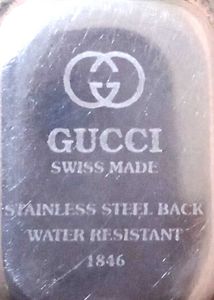 GUCCI
SWISS MADE
STAINLESS STEEL BACK
WATER RESISTANT
1846